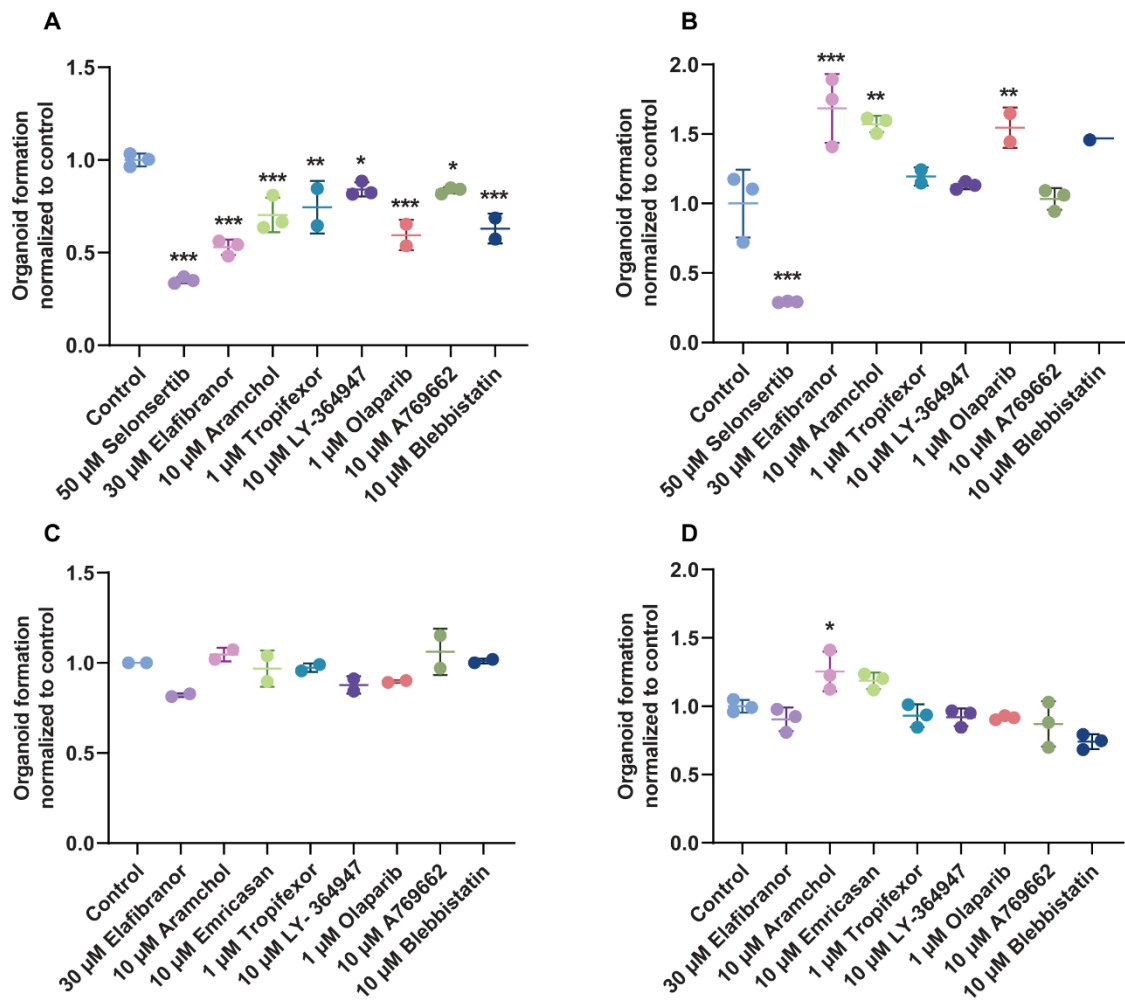 A
Organoid formation
normalized to control
1.5
1.0
0.5
0.0
***
***
***
**
*
***
*
***
Control
50 µM Selonsertib
30 µM Elafibranor
10 µM Aramchol
1 µM Tropifexor
10 µM LY-364947
1 µM Olaparib
10 µM A769662
10 µM Blebbistatin
B
Organoid formation
normalized to control
2.0
1.5
1.0
0.5
0.0
***
***
**
**
Control
50 µM Selonsertib
30 µM Elafibranor
10 µM Aramchol
1 µM Tropifexor
10 µM LY-364947
1 µM Olaparib
10 µM A769662
10 µM Blebbistatin
C
Organoid formation
normalized to control
1.5
1.0
0.5
0.0
Control
30 µM Elafibranor
10 µM Aramchol
10 µM Emricasan
1 µM Tropifexor
10 µM LY- 364947
1 µM Olaparib
10 µM A769662
10 µM Blebbistatin
D
Organoid formation
normalized to control
2.0
1.5
1.0
0.5
0.0
*
Control
30 µM Elafibranor
10 µM Aramchol
10 µM Emricasan
1 µM Tropifexor
10 µM LY-364947
1 µM Olaparib
10 µM A769662
10 µM Blebbistatin